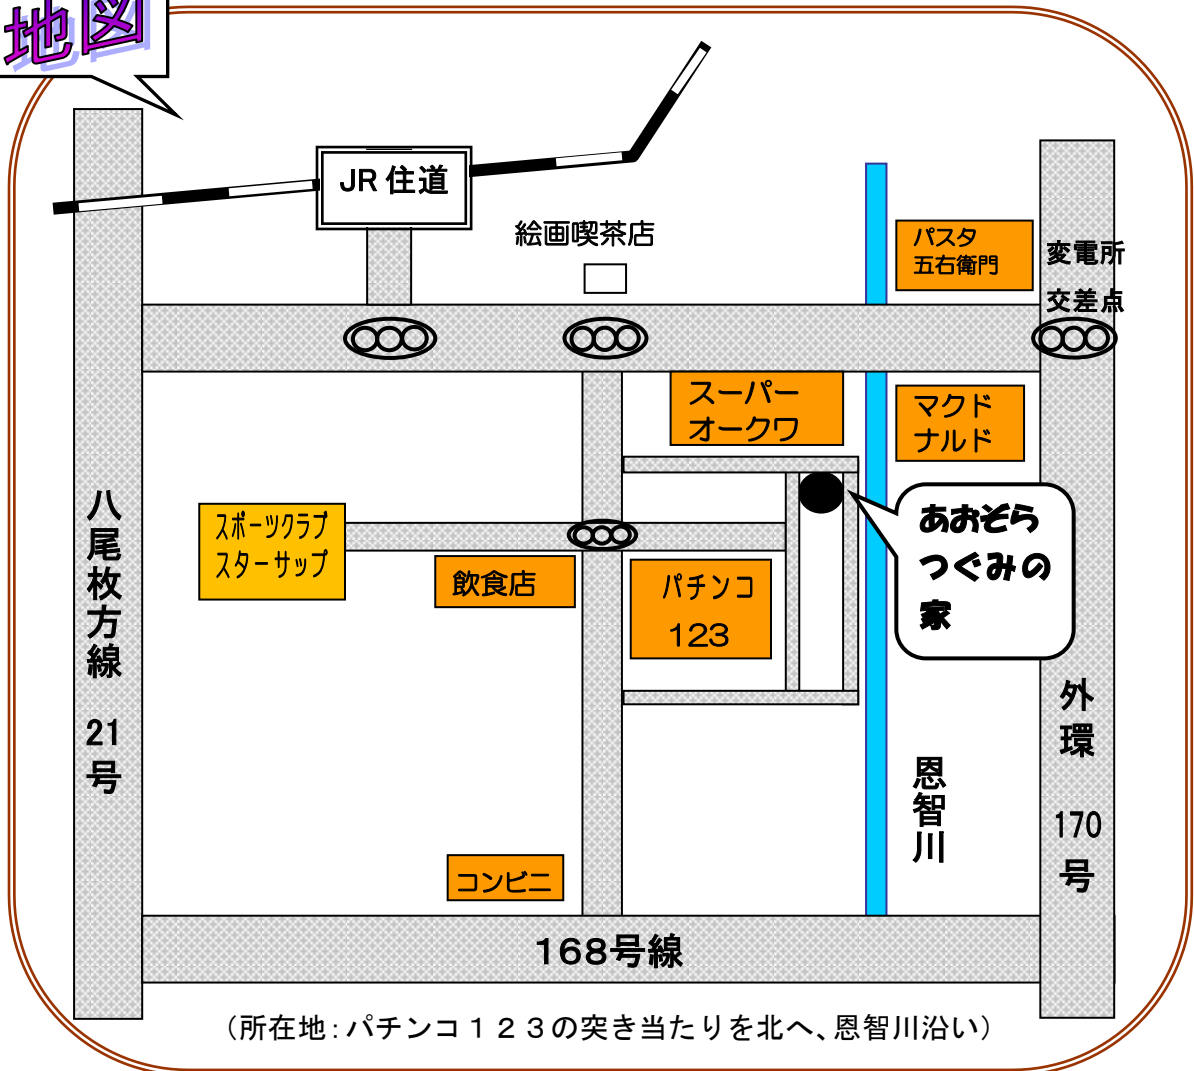 地図
JR 住道
絵画喫茶店
パスタ
五右衛門
変電所
交差点
スーパー
オークワ
マクド
ナルド
八尾枚方線 21号
スポーツクラブ
スターサップ
飲食店
パチンコ
123
あおぞら
つぐみの
家
外環 170号
恩智川
コンビニ
168号線
（所在地:パチンコ１２３の突き当たりを北へ、恩智川沿い）